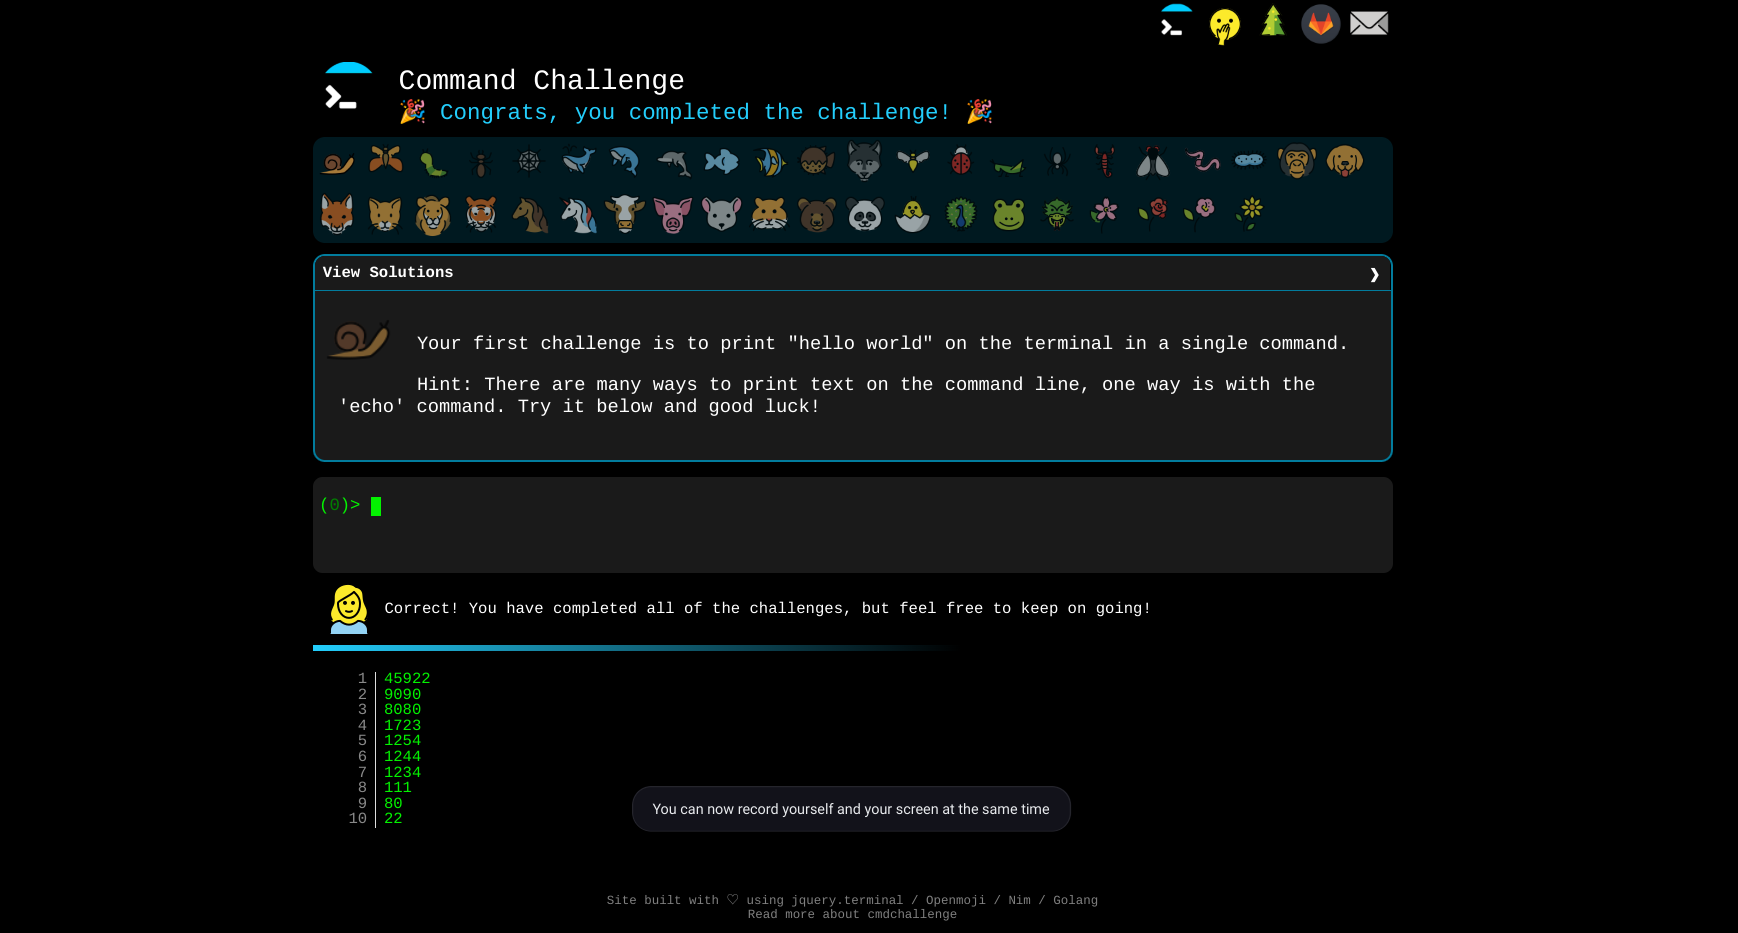 Command Challenge
🎉 Congrats, you completed the challenge! 🎉
View Solutions ❯
Your first challenge is to print "hello world" on the terminal in a single command.
Hint: There are many ways to print text on the command line, one way is with the
'echo' command. Try it below and good luck!
(0)>
Correct! You have completed all of the challenges, but feel free to keep on going!
1 45922
2 9090
3 8080
4 1723
5 1254
6 1244
7 1234
8 111
9 80
10 22
You can now record yourself and your screen at the same time
Site built with ♡ using jquery.terminal / Openmoji / Nim / Golang
Read more about cmdchallenge